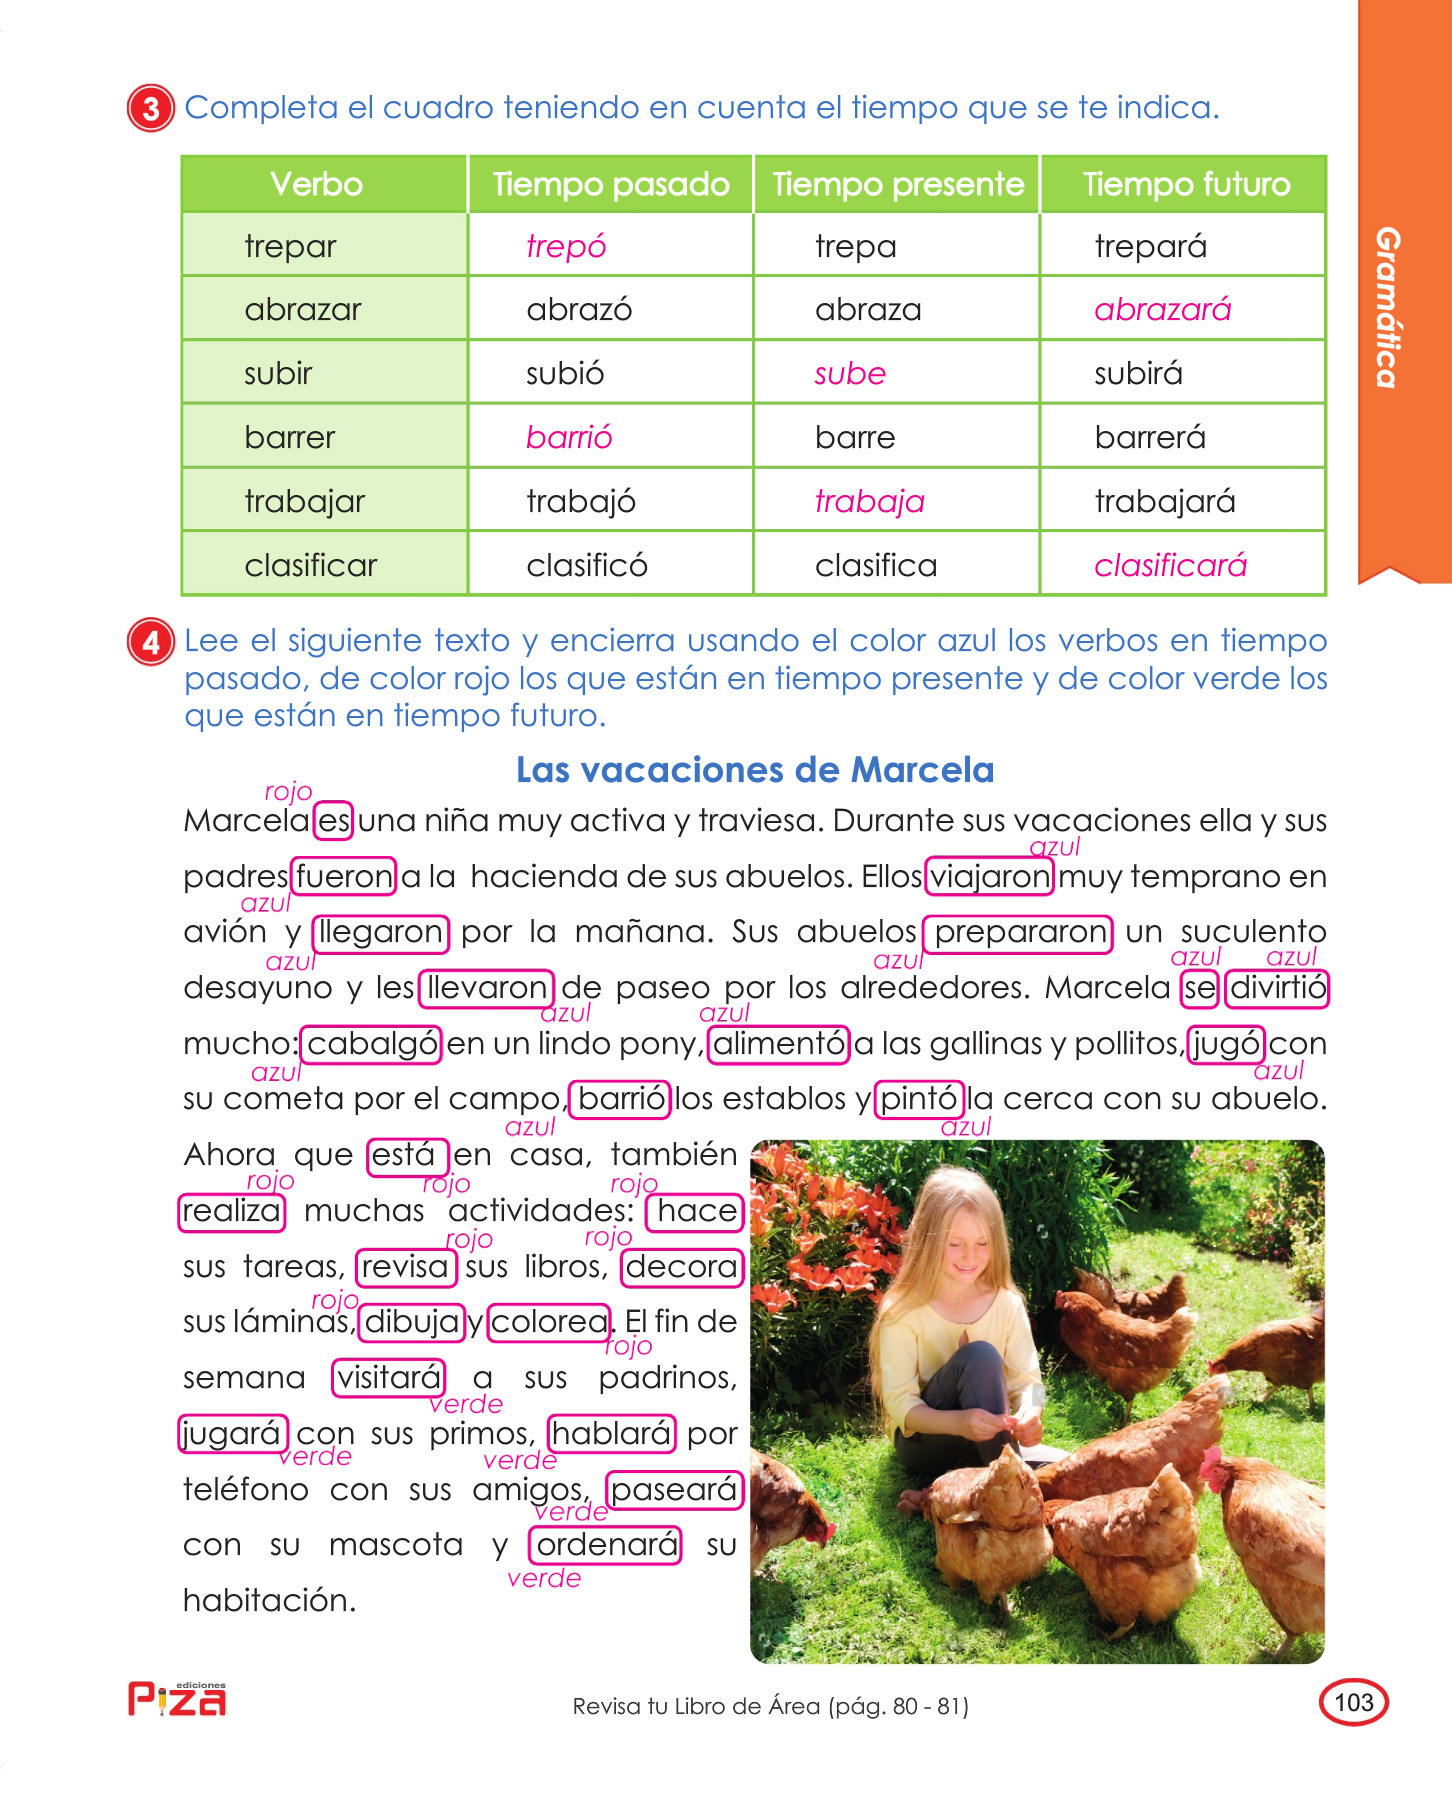 3 Completa el cuadro teniendo en cuenta el tiempo que se te indica.
Verbo Tiempo pasado Tiempo presente Tiempo futuro
trepar trepó trepa trepará
abrazar abrazó abraza abrazará
subir subió sube subirá
barrer barrió barre barrerá
trabajar trabajó trabaja trabajará
clasificar clasificó clasifica clasificará
Gramática
4 Lee el siguiente texto y encierra usando el color azul los verbos en tiempo
pasado, de color rojo los que están en tiempo presente y de color verde los
que están en tiempo futuro.
Las vacaciones de Marcela
rojo
Marcela es una niña muy activa y traviesa. Durante sus vacaciones ella y sus
azul
padres fueron a la hacienda de sus abuelos. Ellos viajaron muy temprano en
azul
avión y llegaron por la mañana. Sus abuelos prepararon un suculento
azul azul azul azul
desayuno y les llevaron de paseo por los alrededores. Marcela se divirtió
azul azul
mucho: cabalgó en un lindo pony, alimentó a las gallinas y pollitos, jugó con
azul azul
su cometa por el campo, barrió los establos y pintó la cerca con su abuelo.
azul azul
Ahora que está en casa, también
rojo rojo rojo
realiza muchas actividades: hace
rojo rojo
sus tareas, revisa sus libros, decora
rojo
sus láminas, dibuja y colorea. El fin de
rojo
semana visitará a sus padrinos,
verde
jugará con sus primos, hablará por
verde verde
teléfono con sus amigos, paseará
verde
con su mascota y ordenará su
verde
habitación.
ediciones
Piza
Revisa tu Libro de Área (pág. 80 - 81)
103